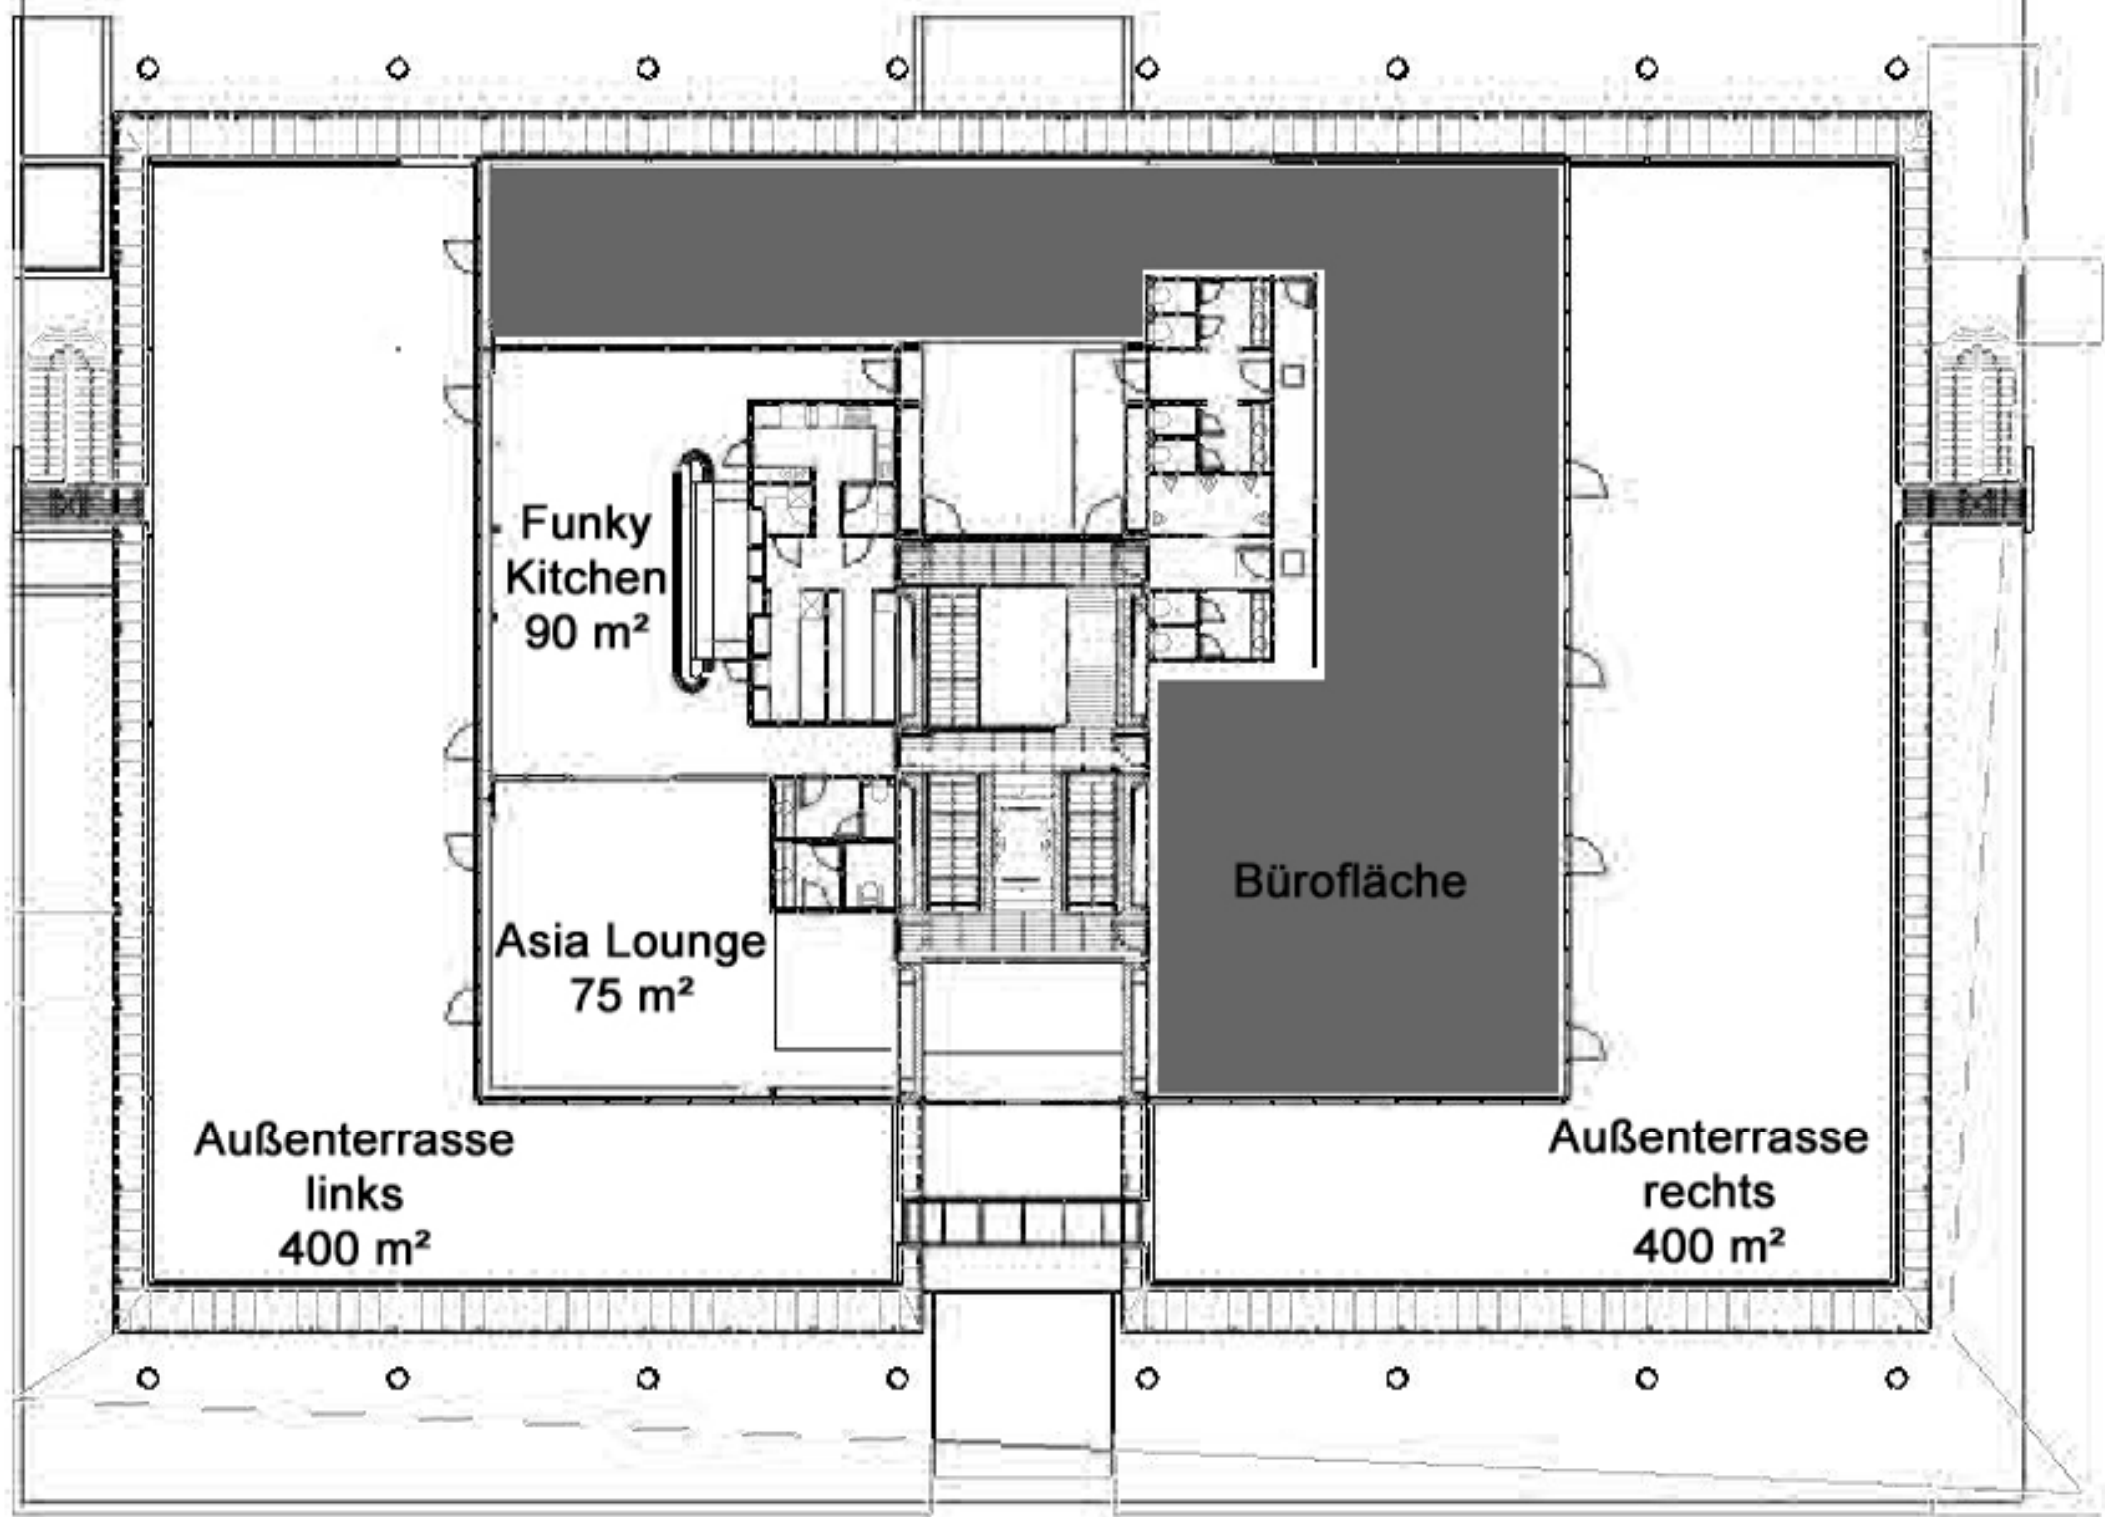 Funky
Kitchen
90 m²
Asia Lounge
75 m²
Bürofläche
Außenterrasse
links
400 m²
Außenterrasse
rechts
400 m²